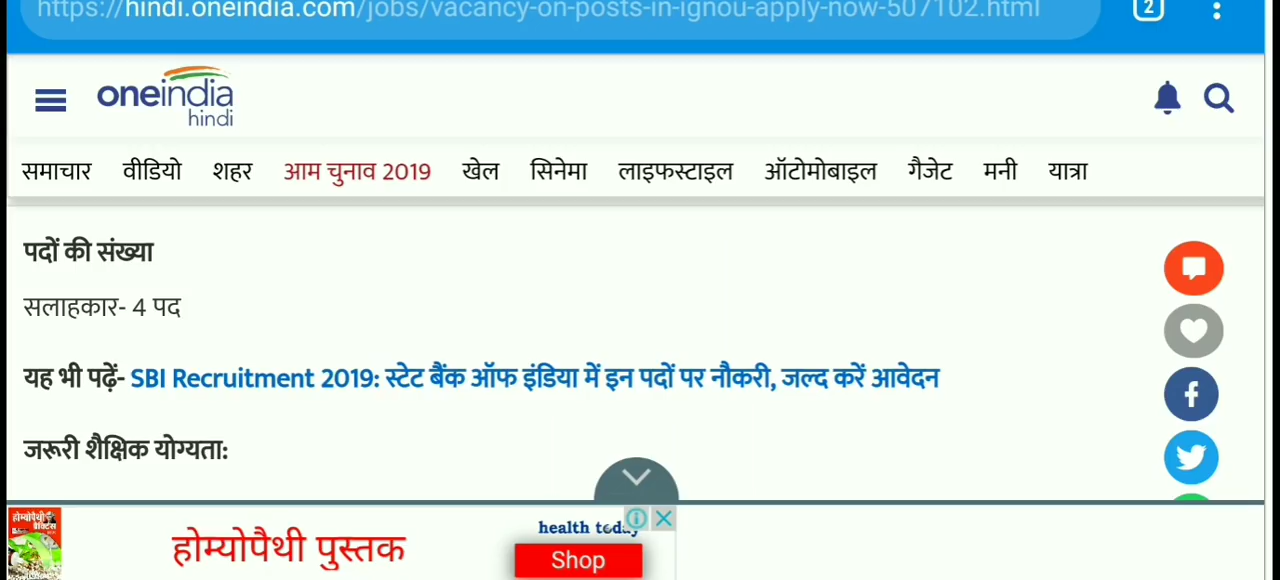 https://hindi.oneindia.com/jobs/vacancy-on-posts-in-ignou-apply-now-507102.html
2
oneindia
hindi
समाचार वीडियो शहर आम चुनाव 2019 खेल सिनेमा लाइफस्टाइल ऑटोमोबाइल गैजेट मनी यात्रा
पदों की संख्या
सलाहकार- 4 पद
यह भी पढ़ें- SBI Recruitment 2019: स्टेट बैंक ऑफ इंडिया में इन पदों पर नौकरी, जल्द करें आवेदन
जरूरी शैक्षिक योग्यता:
होम्योपैथी
प्रैक्टिस
होम्योपैथी पुस्तक
health today
Shop